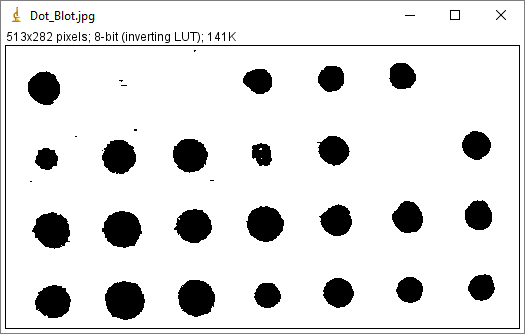 Dot_Blot.jpg
513x282 pixels; 8-bit (inverting LUT); 141K